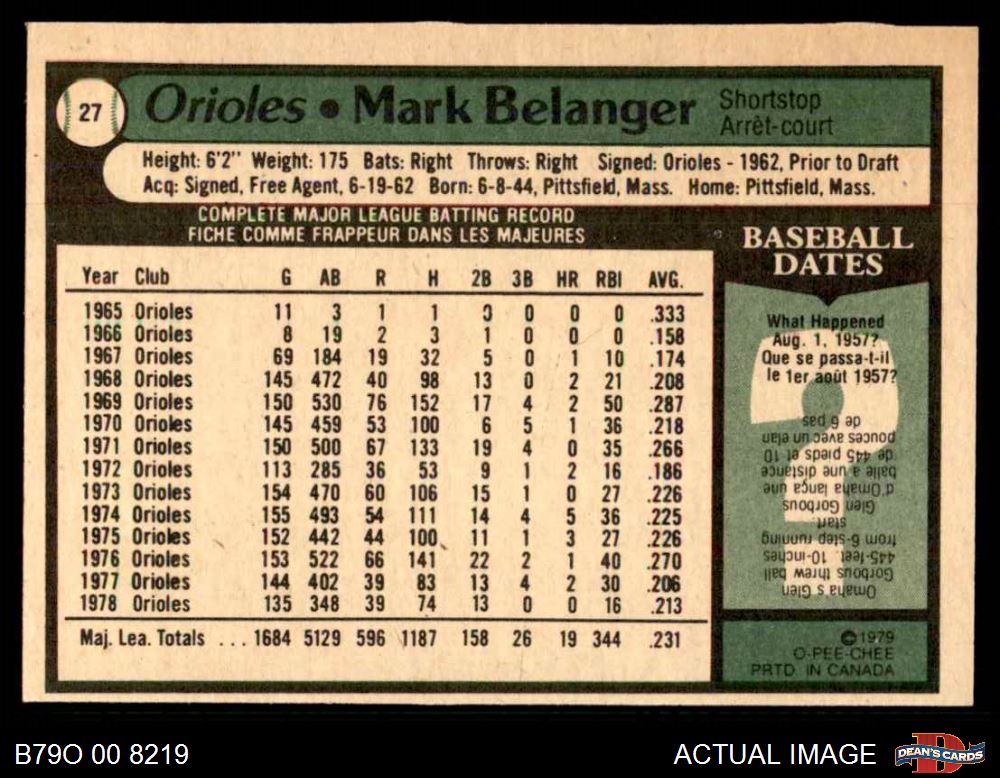 27
Orioles • Mark Belanger
Shortstop
Arrêt-court
Height: 6'2" Weight: 175 Bats: Right Throws: Right Signed: Orioles - 1962, Prior to Draft
Acq: Signed, Free Agent, 6-19-62 Born: 6-8-44, Pittsfield, Mass. Home: Pittsfield, Mass.
COMPLETE MAJOR LEAGUE BATTING RECORD
FICHE COMME FRAPPEUR DANS LES MAJEURES
Year Club G AB R H 2B 3B HR RBI AVG.
1965 Orioles 11 3 1 1 0 0 0 0 .333
1966 Orioles 8 19 2 3 1 0 0 0 .158
1967 Orioles 69 184 19 32 5 0 1 10 .174
1968 Orioles 145 472 40 98 13 0 2 21 .208
1969 Orioles 150 530 76 152 17 4 2 50 .287
1970 Orioles 145 459 53 100 6 5 1 36 .218
1971 Orioles 150 500 67 133 19 4 0 35 .266
1972 Orioles 113 285 36 53 9 1 2 16 .186
1973 Orioles 154 470 60 106 15 1 0 27 .226
1974 Orioles 155 493 54 111 14 4 5 36 .225
1975 Orioles 152 442 44 100 11 1 3 27 .226
1976 Orioles 153 522 66 141 22 2 1 40 .270
1977 Orioles 144 402 39 83 13 4 2 30 .206
1978 Orioles 135 348 39 74 13 0 0 16 .213
Maj. Lea. Totals ... 1684 5129 596 1187 158 26 19 344 .231
BASEBALL
DATES
What Happened
Aug. 1, 1957?
Que se passa-t-il
le 1er août 1957?
Omaha's Glen
Gorbous threw ball
445-feet, 10-inches
from 6-step running
start.
Glen Gorbous
d'Omaha lança une
balle à une distance
de 445 pieds et 10
pouces avec un élan
de 6 pas
©1979
O-PEE-CHEE
PRTD IN CANADA
B79O 00 8219
ACTUAL IMAGE
D
DEAN'S CARDS